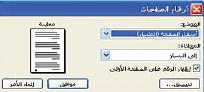 أرقام الصفحات
الموضع:
معاينة
أسفل الصفحة (التذييل)
المحاذاة:
إلى اليسار
إظهار الرقم على الصفحة الأولى
تنسيق...
موافق
إلغاء الأمر